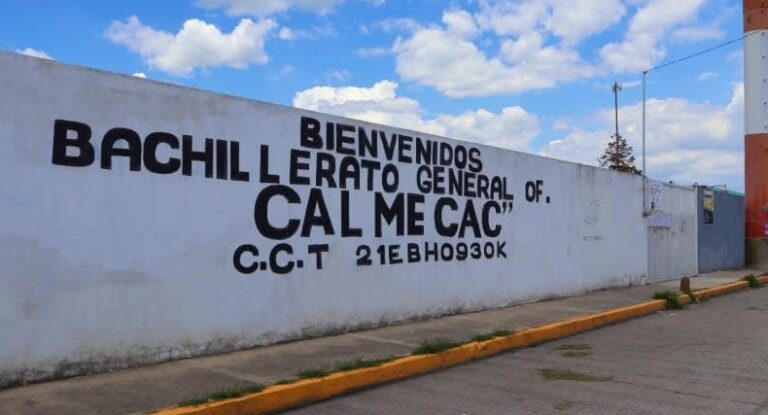 BIENVENIDOS
BACHILLERATO GENERAL OF.
CALMECAC"
C.C.T 21EBH0930K